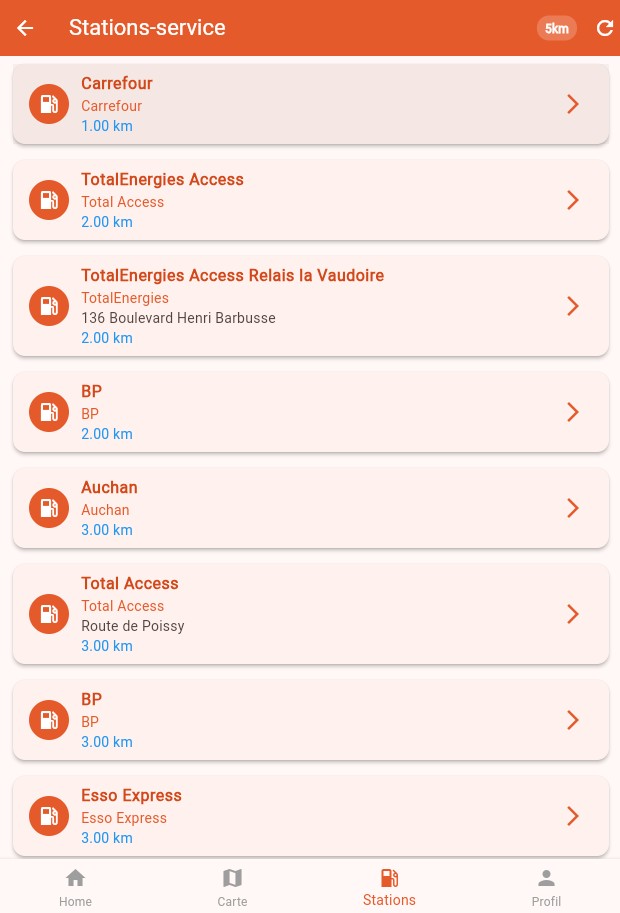 Stations-service
5km
Carrefour
Carrefour
1.00 km
TotalEnergies Access
Total Access
2.00 km
TotalEnergies Access Relais la Vaudoire
TotalEnergies
136 Boulevard Henri Barbusse
2.00 km
BP
BP
2.00 km
Auchan
Auchan
3.00 km
Total Access
Total Access
Route de Poissy
3.00 km
BP
BP
3.00 km
Esso Express
Esso Express
3.00 km
Home
Carte
Stations
Profil